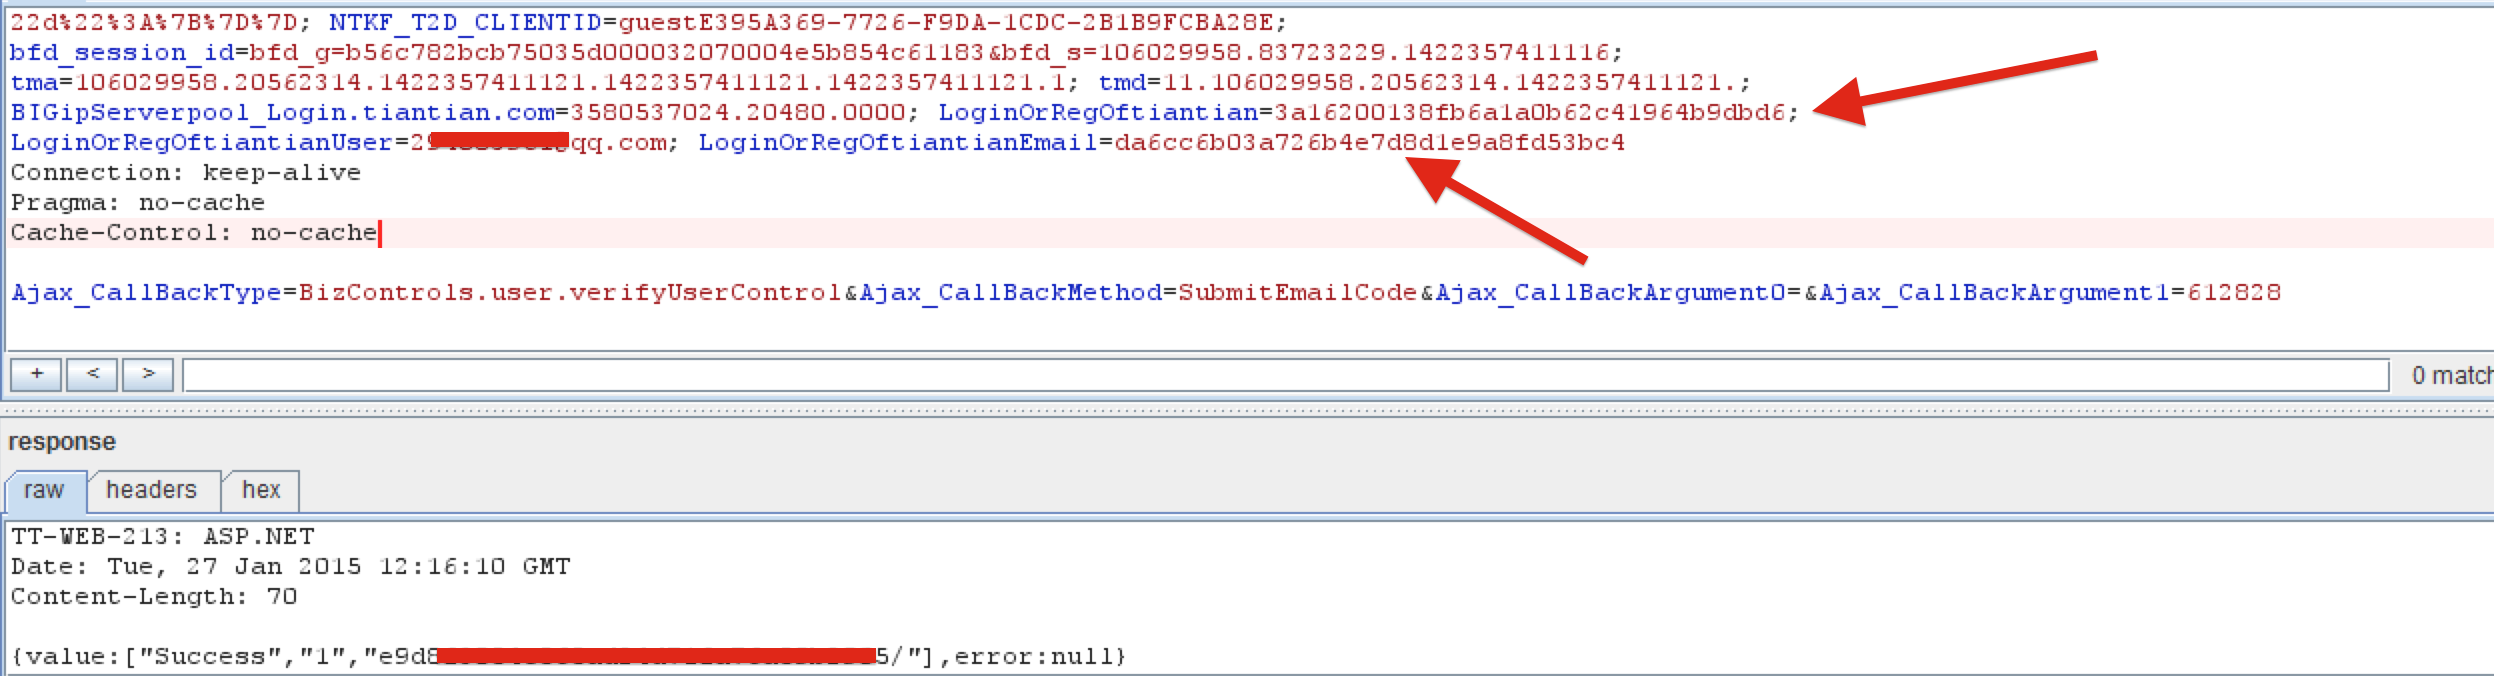 22d%22%3A%7B%7D%7D; NTKF_T2D_CLIENTID=guestE395A369-7726-F9DA-1CDC-2B1B9FCBA28E;
bfd_session_id=bfd_g=b56c782bcb75035d000032070004e5b854c61183&bfd_s=106029958.83723229.1422357411116;
tma=106029958.20562314.1422357411121.1422357411121.1422357411121.1; tmd=11.106029958.20562314.1422357411121.;
BIGipServerpool_Login.tiantian.com=3580537024.20480.0000; LoginOrRegOftiantian=3a16200138fb6a1a0b62c41964b9dbd6;
LoginOrRegOftiantianUser=2 qq.com; LoginOrRegOftiantianEmail=da6cc6b03a726b4e7d8d1e9a8fd53bc4
Connection: keep-alive
Pragma: no-cache
Cache-Control: no-cache
Ajax_CallBackType=BizControls.user.verifyUserControl&Ajax_CallBackMethod=SubmitEmailCode&Ajax_CallBackArgument0=&Ajax_CallBackArgument1=612828
+ < > 0 match
response
raw headers hex
TT-WEB-213: ASP.NET
Date: Tue, 27 Jan 2015 12:16:10 GMT
Content-Length: 70
{value:["Success","1","e9d8 5/"],error:null}